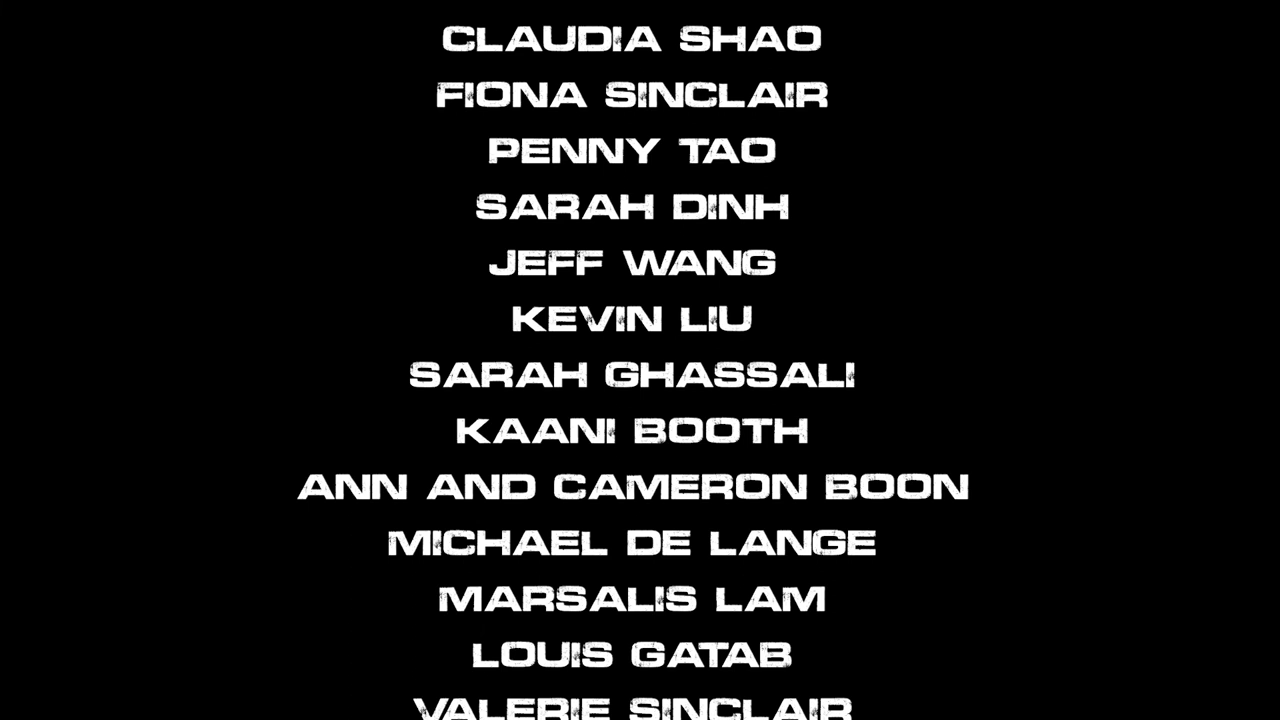 CLAUDIA SHAO
FIONA SINCLAIR
PENNY TAO
SARAH DINH
JEFF WANG
KEVIN LIU
SARAH GHASSALI
KAANI BOOTH
ANN AND CAMERON BOON
MICHAEL DE LANGE
MARSALIS LAM
LOUIS GATAB
VALERIE SINCLAIR